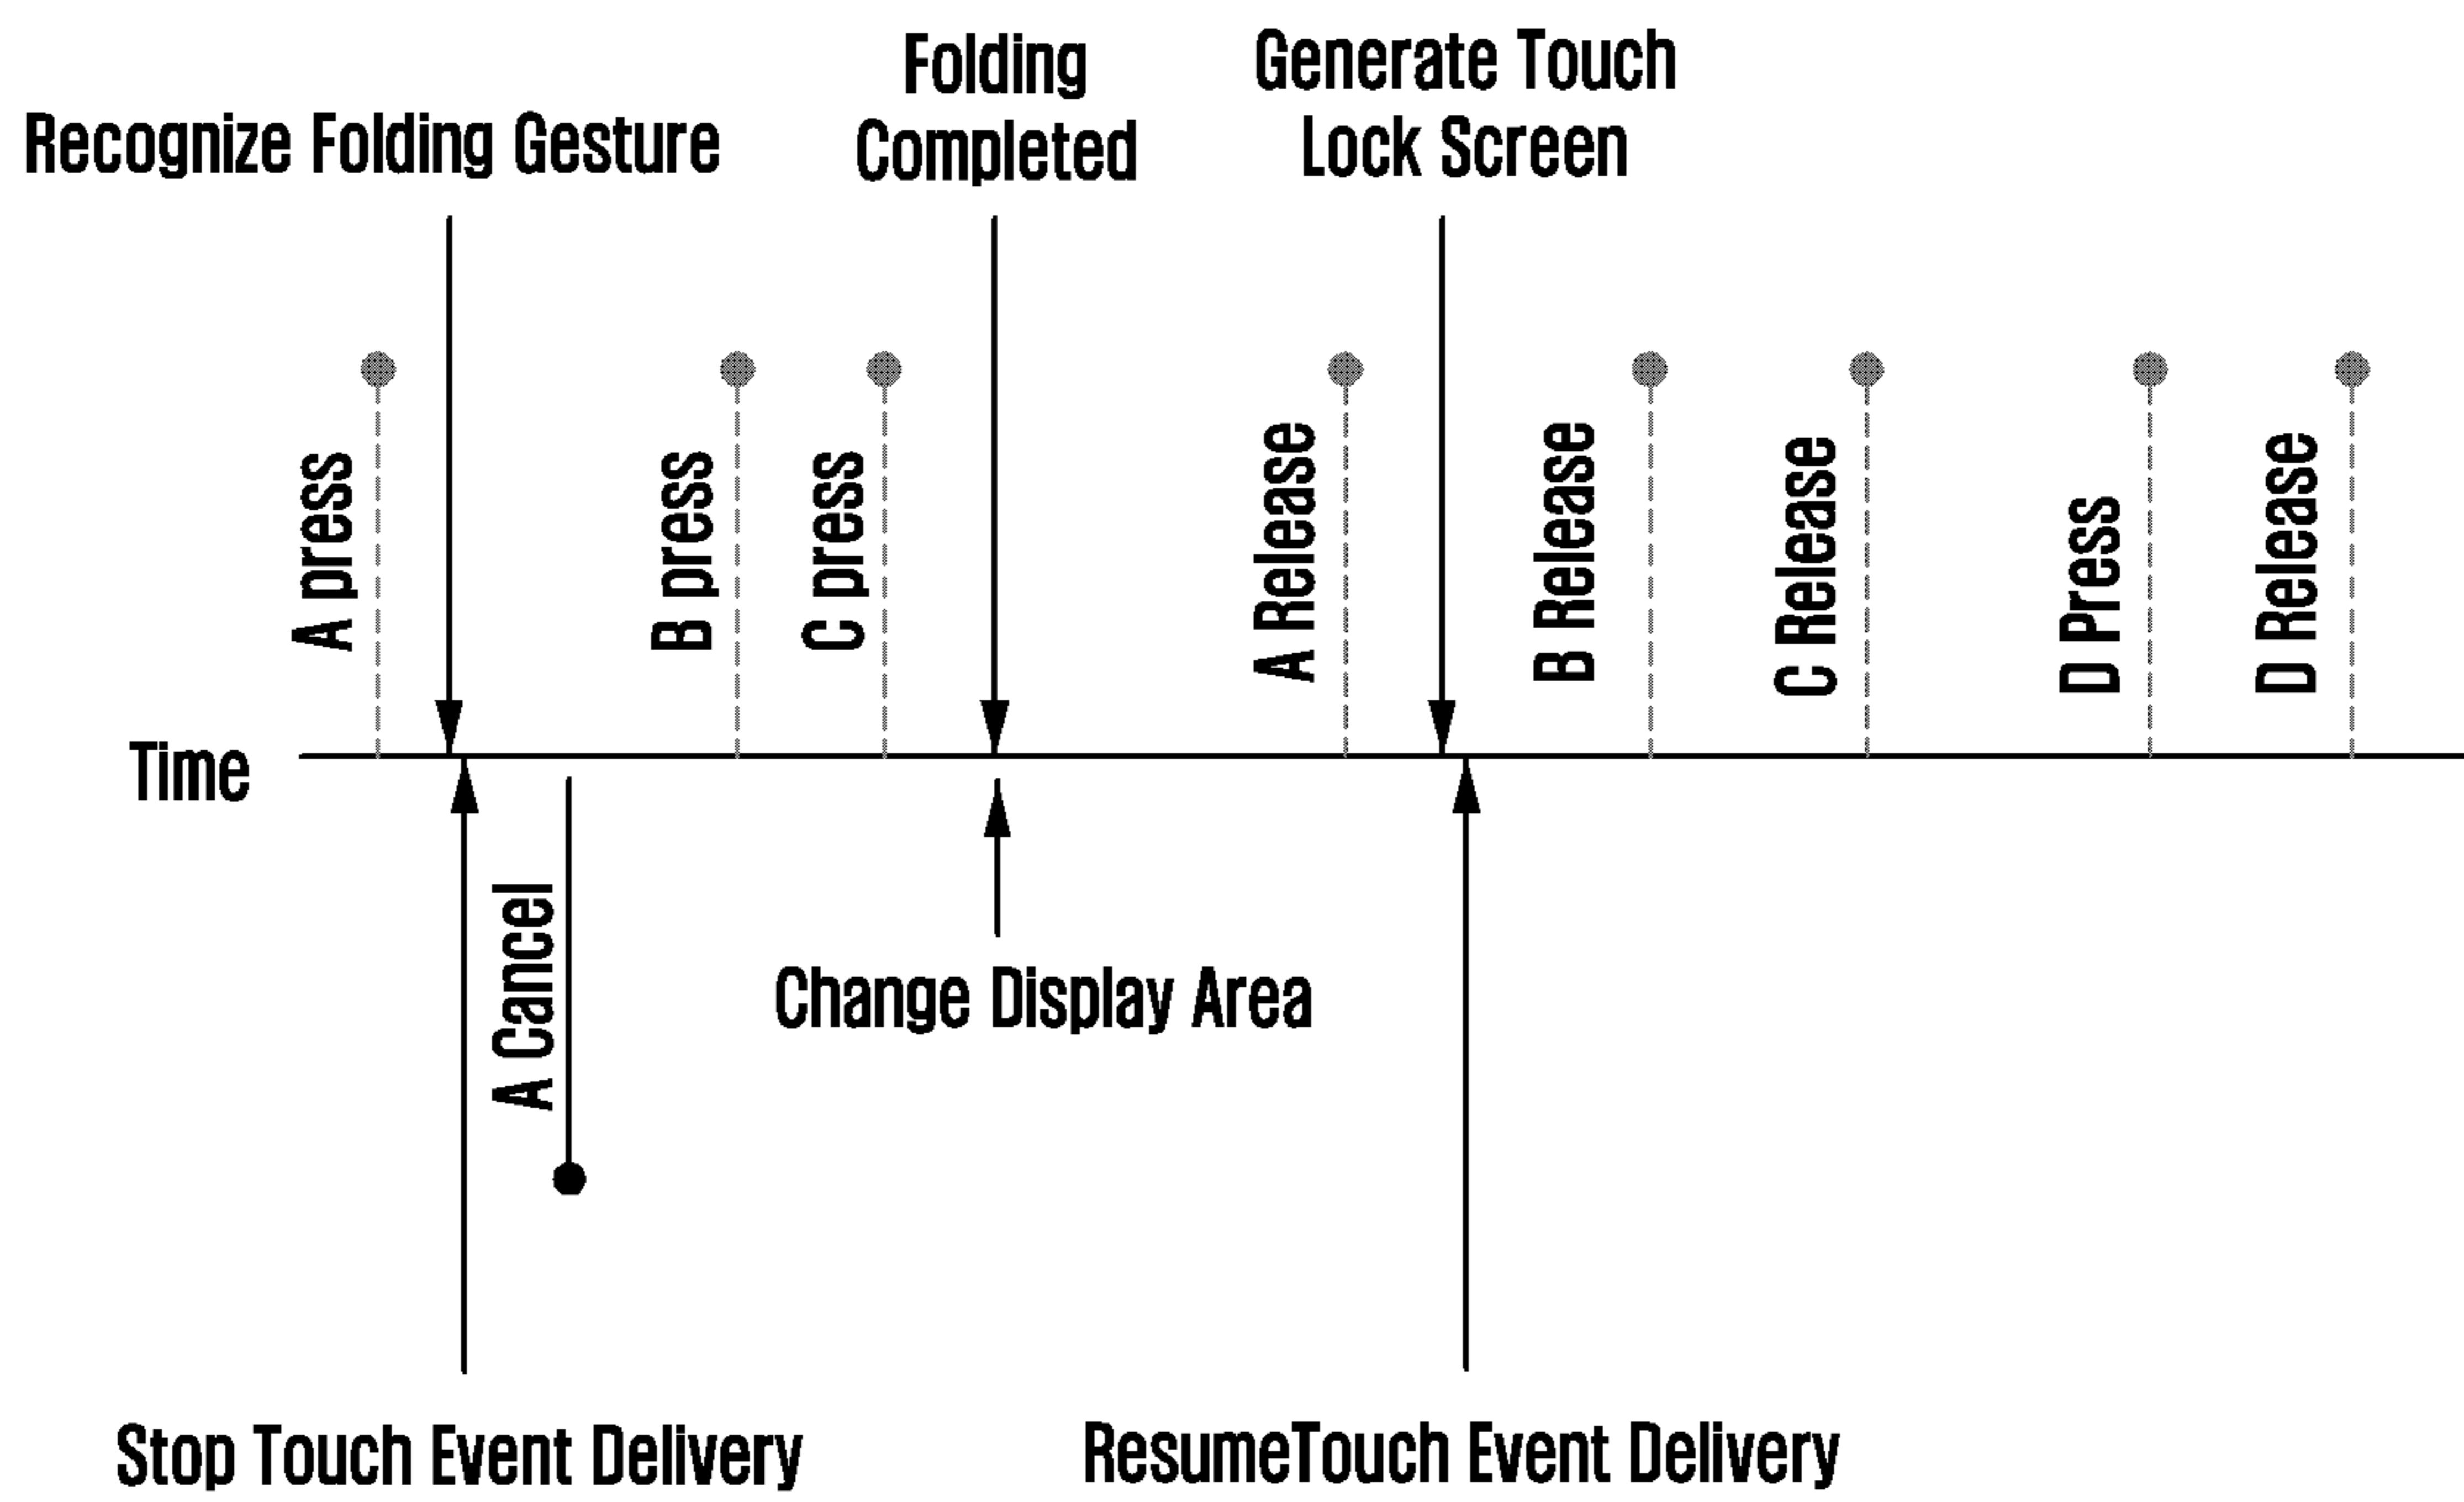 Folding
Completed
Generate Touch
Lock Screen
Recognize Folding Gesture
A press
B press
C press
A Release
B Release
C Release
D Press
D Release
Time
A Cancel
Change Display Area
Stop Touch Event Delivery
ResumeTouch Event Delivery